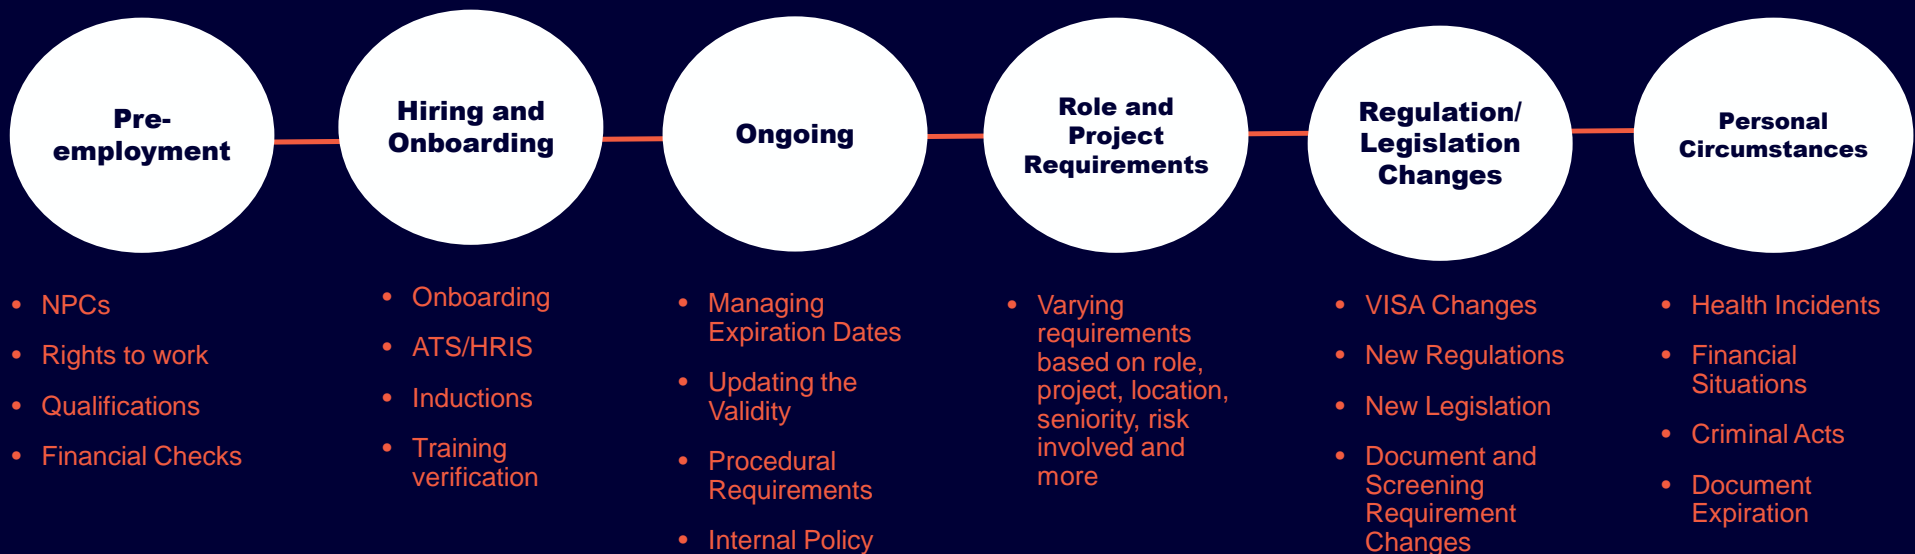 Pre-
employment
Hiring and
Onboarding
Ongoing
Role and
Project
Requirements
Regulation/
Legislation
Changes
Personal
Circumstances
• NPCs
• Rights to work
• Qualifications
• Financial Checks
• Onboarding
• ATS/HRIS
• Inductions
• Training
verification
• Managing
Expiration Dates
• Updating the
Validity
• Procedural
Requirements
• Internal Policy
• Varying
requirements
based on role,
project, location,
seniority, risk
involved and
more
• VISA Changes
• New Regulations
• New Legislation
• Document and
Screening
Requirement
Changes
• Health Incidents
• Financial
Situations
• Criminal Acts
• Document
Expiration